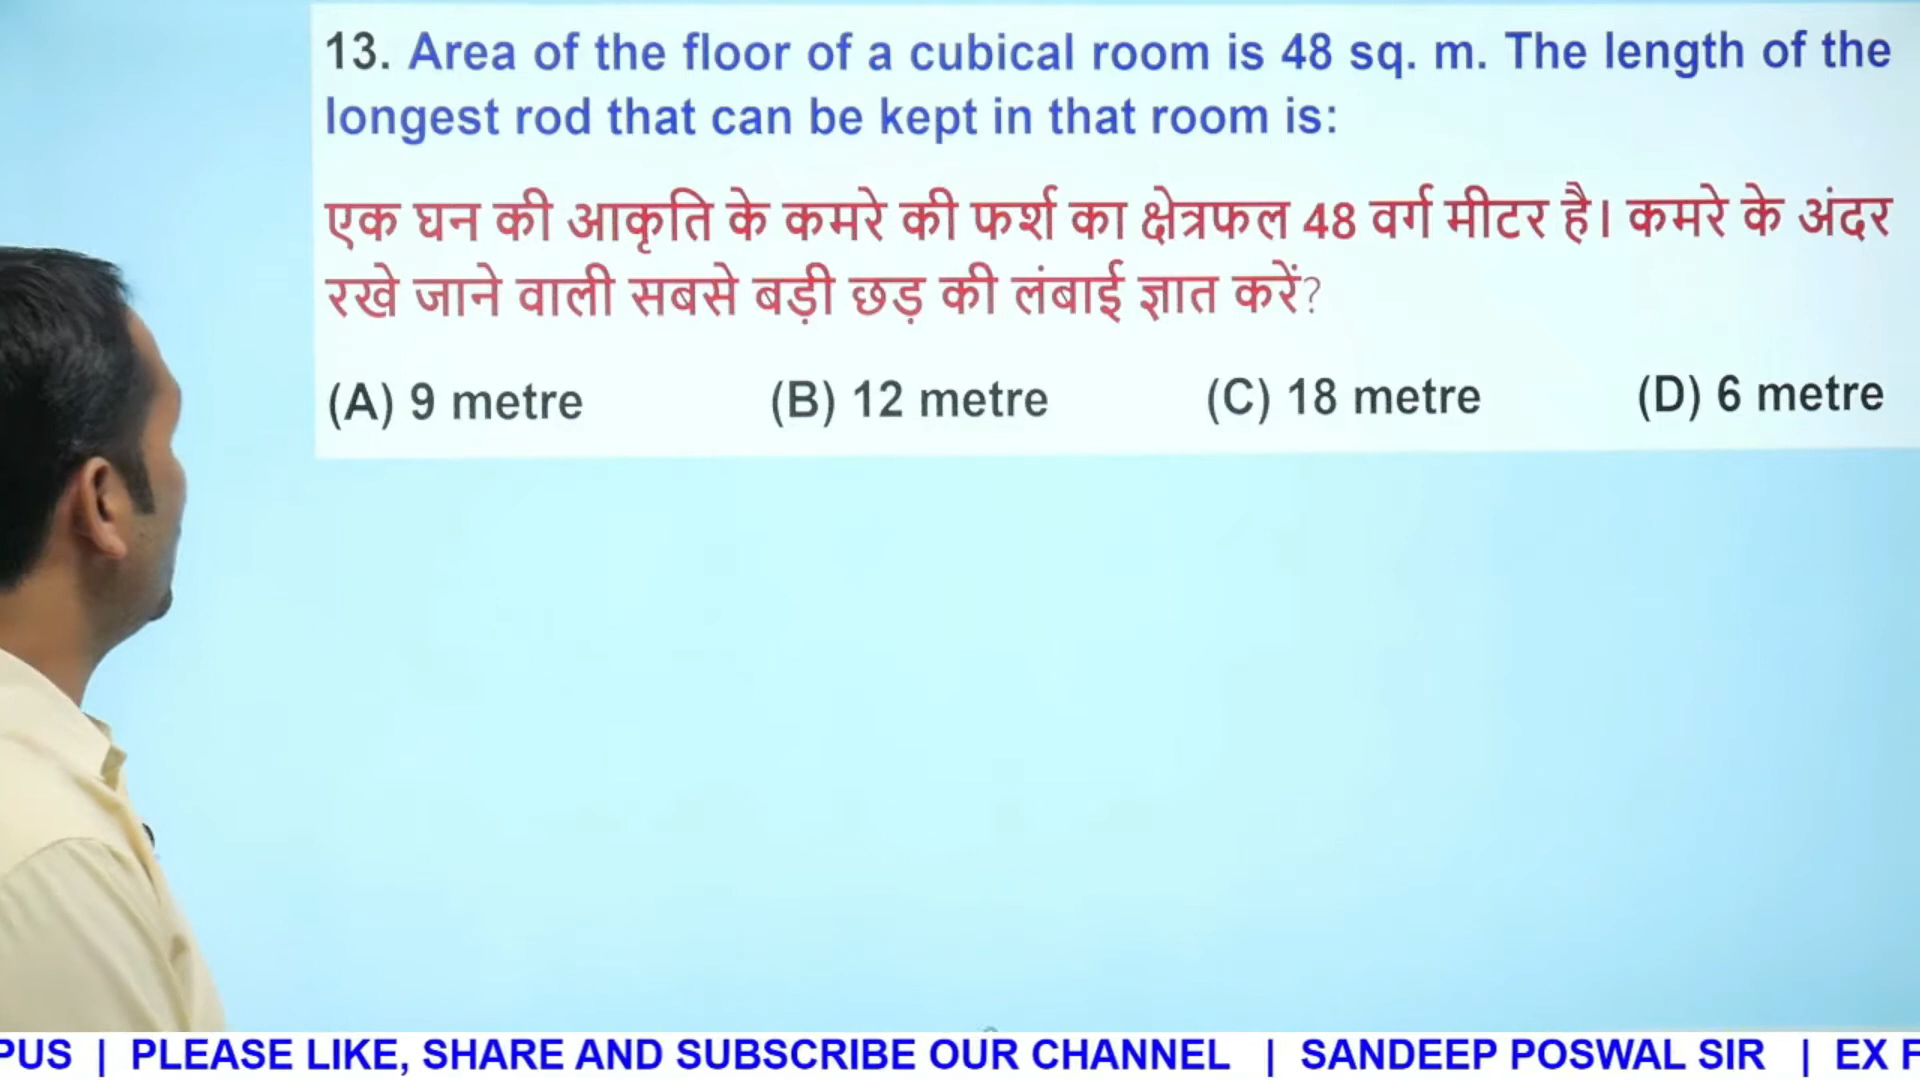 13. Area of the floor of a cubical room is 48 sq. m. The length of the
longest rod that can be kept in that room is:
एक घन की आकृति के कमरे की फर्श का क्षेत्रफल 48 वर्ग मीटर है। कमरे के अंदर
रखे जाने वाली सबसे बड़ी छड़ की लंबाई ज्ञात करें?
(A) 9 metre (B) 12 metre (C) 18 metre (D) 6 metre
PUS | PLEASE LIKE, SHARE AND SUBSCRIBE OUR CHANNEL | SANDEEP POSWAL SIR | EX F